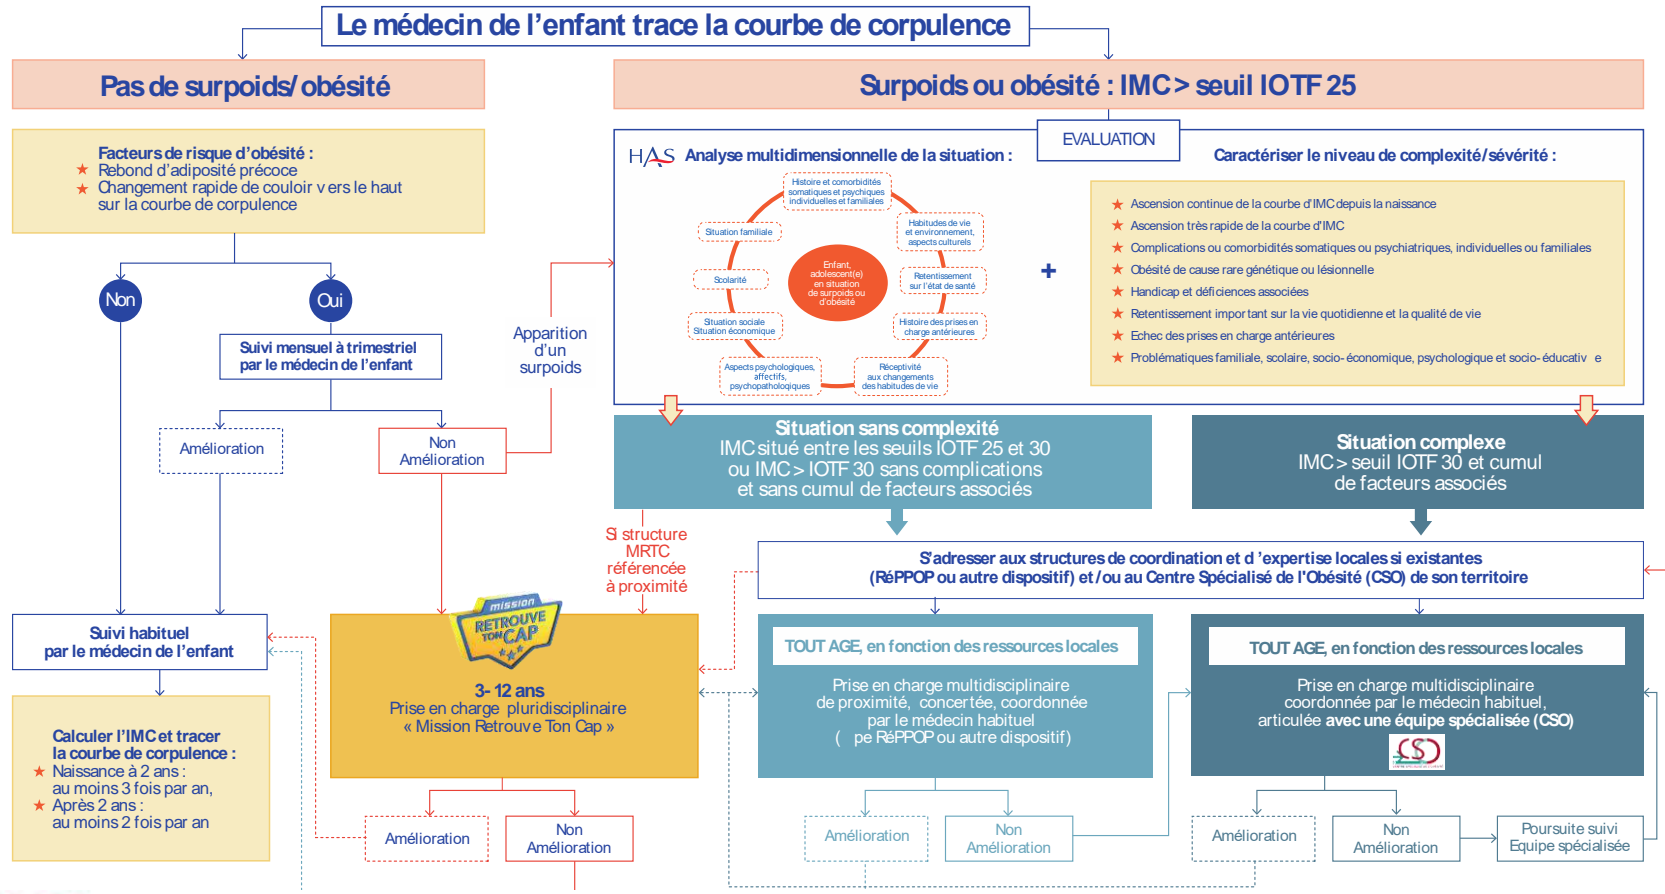 Le médecin de l'enfant trace la courbe de corpulence
Pas de surpoids/ obésité
Surpoids ou obésité : IMC > seuil IOTF 25
Facteurs de risque d'obésité :
Rebond d'adiposité précoce
Changement rapide de couloir v ers le haut
sur la courbe de corpulence
Non
Oui
Suivi mensuel à trimestriel
par le médecin de l'enfant
Amélioration
Non
Amélioration
Apparition
d'un
surpoids
EVALUATION
HAS
Analyse multidimensionnelle de la situation :
Histoire et comorbidités
somatiques et psychiques
individuelles et familiales
Situation familiale
Habitudes de vie
et environnement,
aspects culturels
Scolarité
Enfant,
adolescent(e)
en situation
de surpoids ou
d'obésité
Retentissement
sur l'état de santé
Situation sociale
Situation économique
Histoire des prises en
charge antérieures
Aspects psychologiques,
affectifs,
psychopathologiques
Réceptivité
aux changements
des habitudes de vie
+
Caractériser le niveau de complexité/sévérité :
Ascension continue de la courbe d'IMC depuis la naissance
Ascension très rapide de la courbe d'IMC
Complications ou comorbidités somatiques ou psychiatriques, individuelles ou familiales
Obésité de cause rare génétique ou lésionnelle
Handicap et déficiences associées
Retentissement important sur la vie quotidienne et la qualité de vie
Echec des prises en charge antérieures
Problématiques familiale, scolaire, socio- économique, psychologique et socio- éducativ e
Situation sans complexité
IMC situé entre les seuils IOTF 25 et 30
ou IMC > IOTF 30 sans complications
et sans cumul de facteurs associés
Situation complexe
IMC > seuil IOTF 30 et cumul
de facteurs associés
Si structure
MRTC
référencée
à proximité
S'adresser aux structures de coordination et d 'expertise locales si existantes
(RéPPOP ou autre dispositif) et /ou au Centre Spécialisé de l'Obésité (CSO) de son territoire
Suivi habituel
par le médecin de l'enfant
Calculer l'IMC et tracer
la courbe de corpulence :
Naissance à 2 ans :
au moins 3 fois par an,
Après 2 ans :
au moins 2 fois par an
mission
RETROUVE
TON CAP
3- 12 ans
Prise en charge pluridisciplinaire
« Mission Retrouv e Ton Cap »
Amélioration
Non
Amélioration
TOUT AGE, en fonction des ressources locales
Prise en charge multidisciplinaire
de proximité, concertée, coordonnée
par le médecin habituel
( pe RéPPOP ou autre dispositif)
Amélioration
Non
Amélioration
TOUT AGE, en fonction des ressources locales
Prise en charge multidisciplinaire
coordonnée par le médecin habituel,
articulée avec une équipe spécialisée (CSO)
CSO
Amélioration
Non
Amélioration
Poursuite suivi
Equipe spécialisée